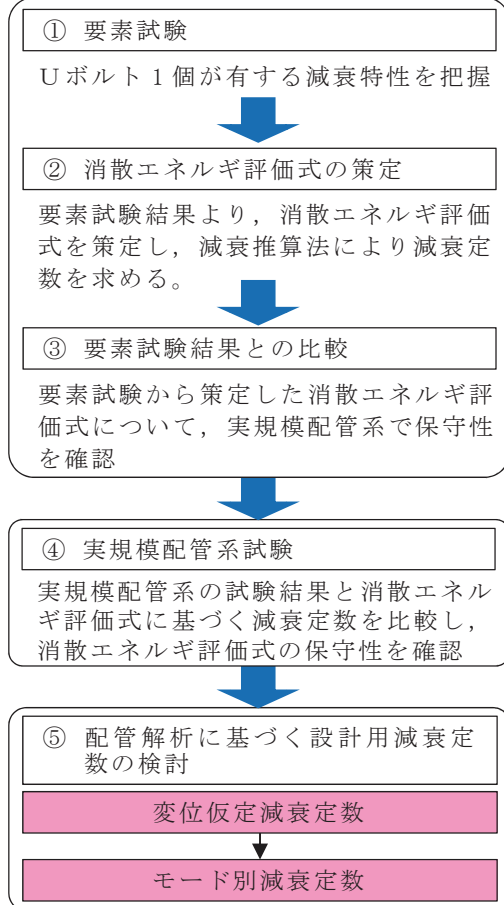 ① 要素試験
Ｕボルト１個が有する減衰特性を把握
② 消散エネルギ評価式の策定
要素試験結果より，消散エネルギ評価
式を策定し，減衰推算法により減衰定
数を求める。
③ 要素試験結果との比較
要素試験から策定した消散エネルギ評
価式について，実規模配管系で保守性
を確認
④ 実規模配管系試験
実規模配管系の試験結果と消散エネル
ギ評価式に基づく減衰定数を比較し，
消散エネルギ評価式の保守性を確認
⑤ 配管解析に基づく設計用減衰定
数の検討
変位仮定減衰定数
モード別減衰定数